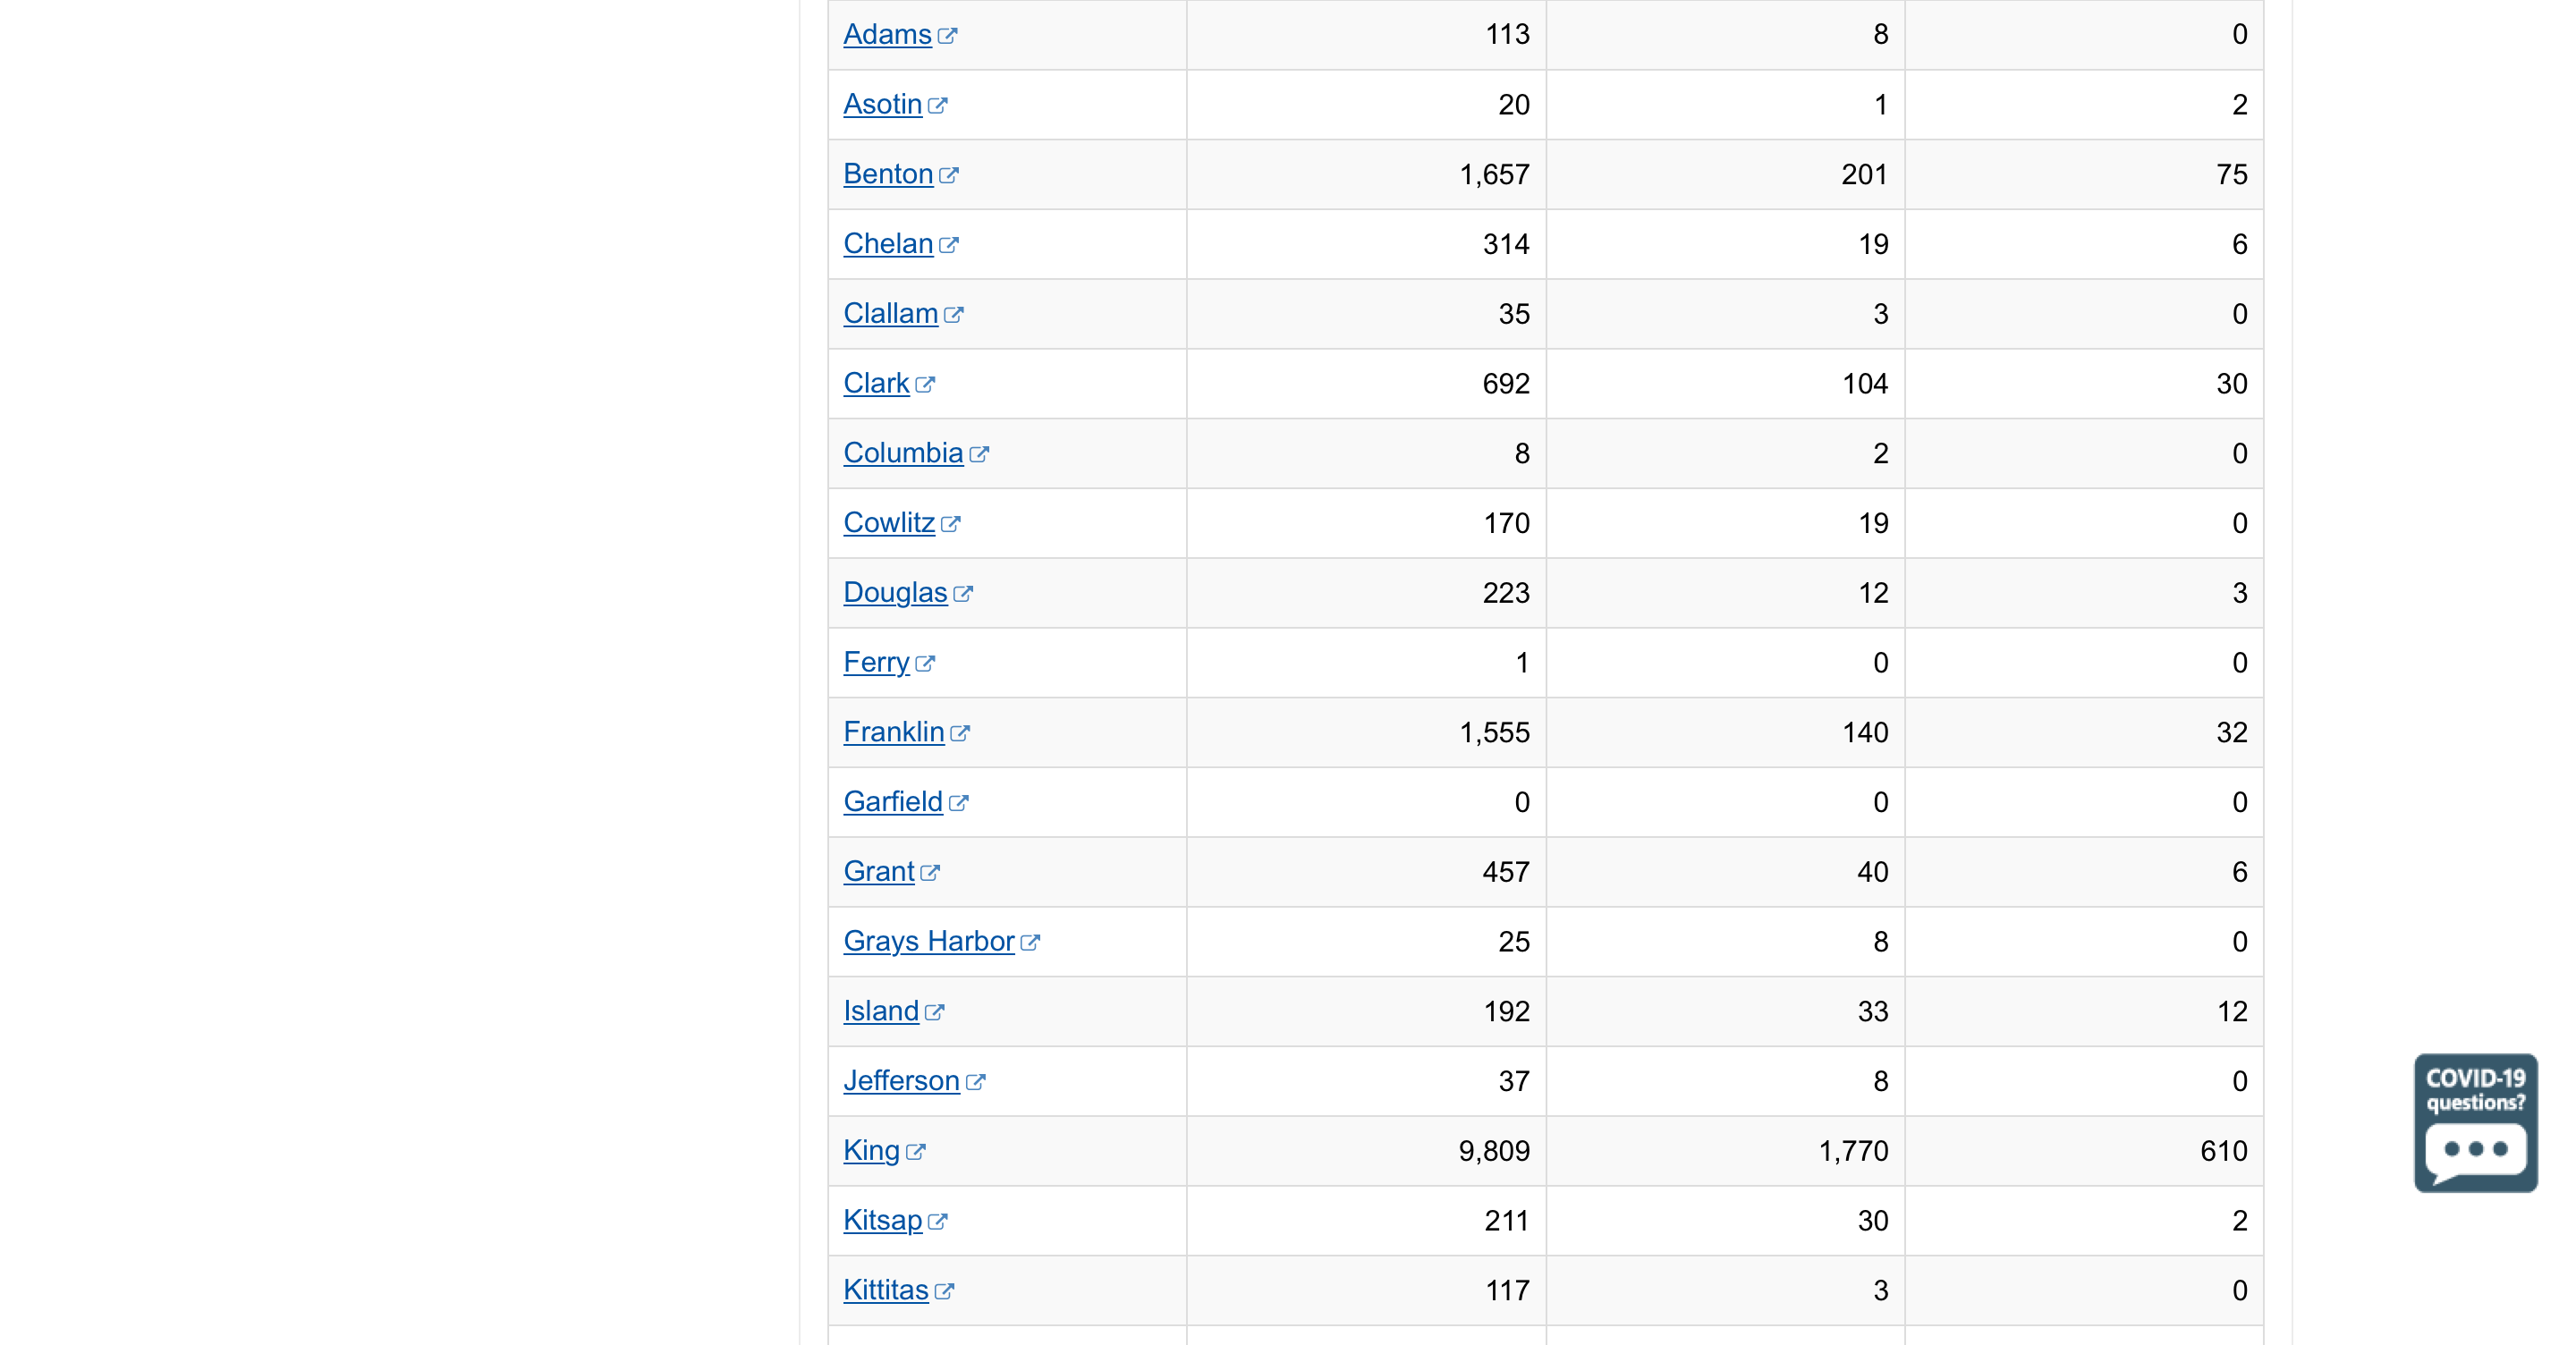 Adams 113 8 0
Asotin 20 1 2
Benton 1,657 201 75
Chelan 314 19 6
Clallam 35 3 0
Clark 692 104 30
Columbia 8 2 0
Cowlitz 170 19 0
Douglas 223 12 3
Ferry 1 0 0
Franklin 1,555 140 32
Garfield 0 0 0
Grant 457 40 6
Grays Harbor 25 8 0
Island 192 33 12
Jefferson 37 8 0
King 9,809 1,770 610
Kitsap 211 30 2
Kittitas 117 3 0
COVID-19
questions?